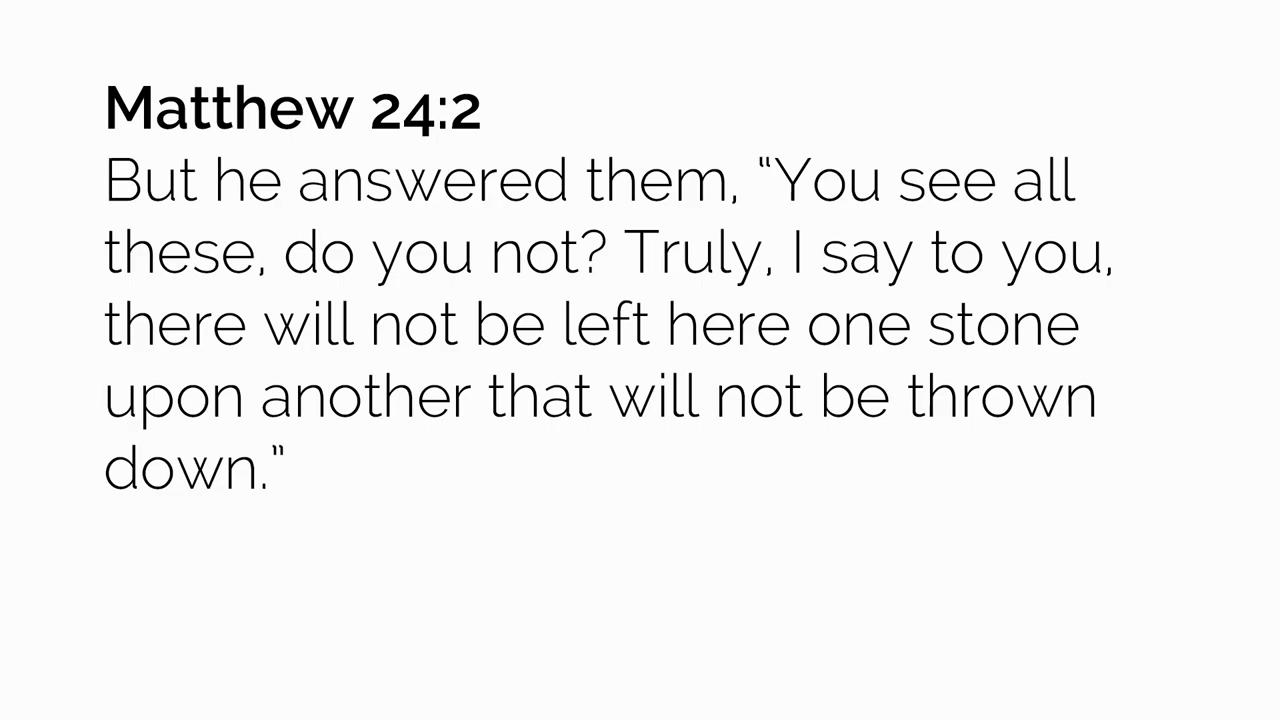 Matthew 24:2
But he answered them, “You see all
these, do you not? Truly, I say to you,
there will not be left here one stone
upon another that will not be thrown
down.”